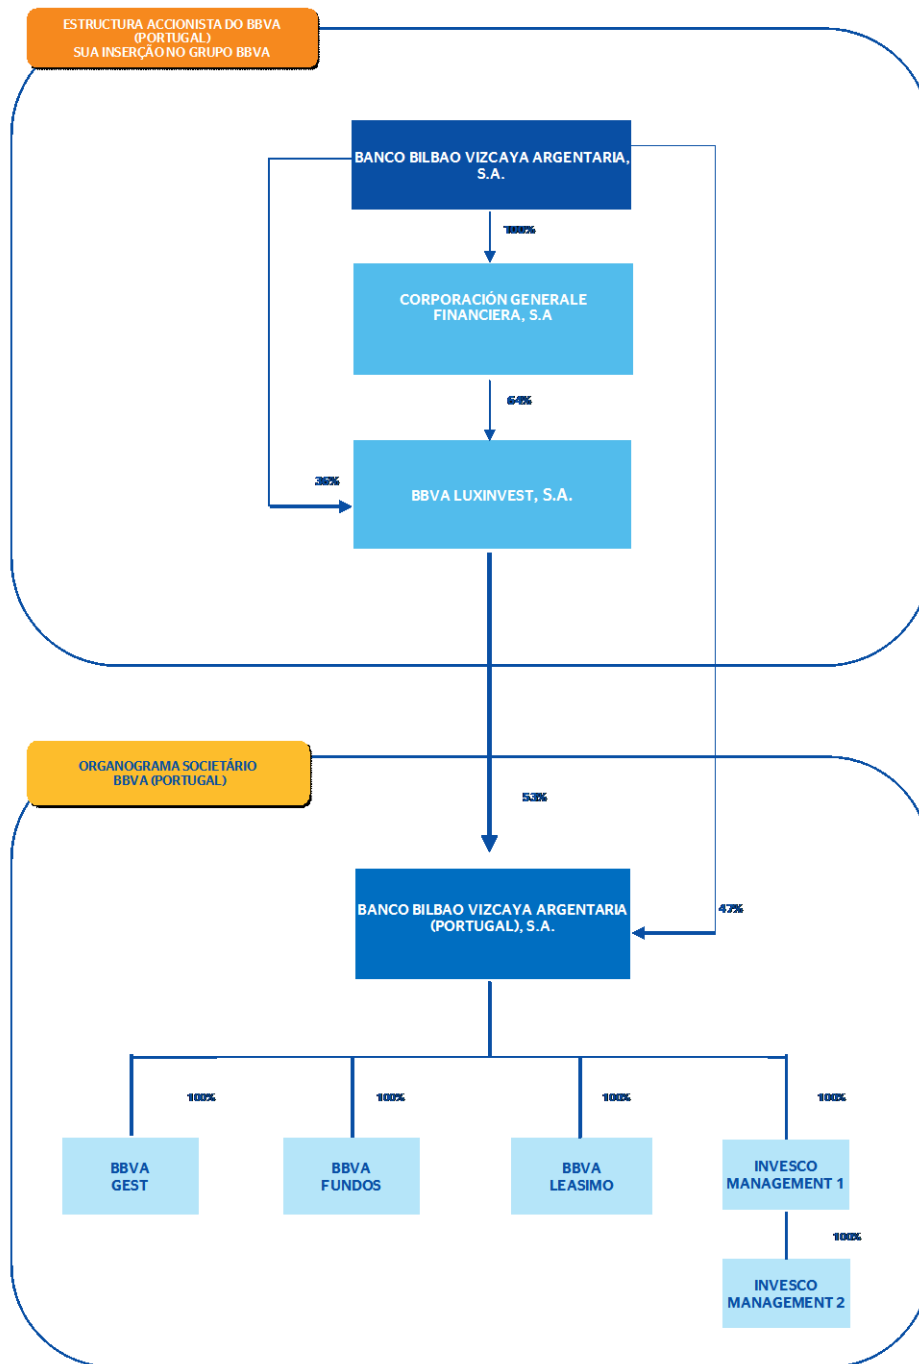 ESTRUCTURA ACCIONISTA DO BBVA
(PORTUGAL)
SUA INSERÇÃO NO GRUPO BBVA
BANCO BILBAO VIZCAYA ARGENTARIA,
S.A.
100%
CORPORACIÓN GENERALE
FINANCIERA, S.A
64%
36%
BBVA LUXINVEST, S.A.
ORGANOGRAMA SOCIETÁRIO
BBVA (PORTUGAL)
53%
BANCO BILBAO VIZCAYA ARGENTARIA
(PORTUGAL), S.A.
47%
100%
100%
100%
100%
BBVA
GEST
BBVA
FUNDOS
BBVA
LEASIMO
INVESCO
MANAGEMENT 1
100%
INVESCO
MANAGEMENT 2